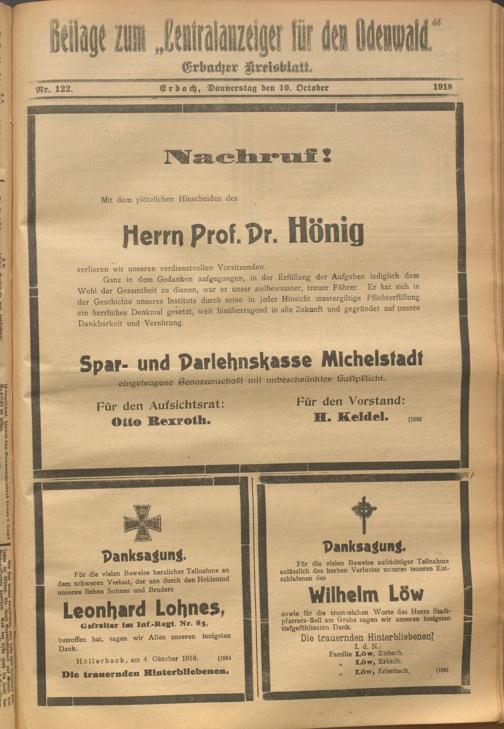 Beilage zum „Centralanzeiger für den Odenwald.“
Erbacher Kreisblatt.
Nr. 122.
Erbach, Donnerstag den 10. October
1918
Nachruf!
Mit dem plötzlichen Hinscheiden des
Herrn Prof. Dr. Hönig
verlieren wir unseren verdienstvollen Vorsitzenden.
Ganz in dem Gedanken aufgegangen, in der Erfüllung der Aufgaben lediglich dem
Wohl der Gesamtheit zu dienen, war er unser zielbewusster, treuer Führer. Er hat sich in
der Geschichte unseres Instituts durch seine in jeder Hinsicht mustergiltige Pflichterfüllung
ein herrliches Denkmal gesetzt, weit hinüberragend in alle Zukunft und gegründet auf unsere
Dankbarkeit und Verehrung.
Spar- und Darlehnskasse Michelstadt
eingetragene Genossenschaft mit unbeschränkter Haftpflicht.
Für den Aufsichtsrat:
Otto Rexroth.
Für den Vorstand:
H. Keidel.
Danksagung.
Für die vielen Beweise herzlicher Teilnahme an
dem schweren Verlust, der uns durch den Heldentod
unseres lieben Sohnes und Bruders
Leonhard Lohnes,
Gefreiter im Inf.-Regt. Nr. 85,
betroffen hat, sagen wir Allen unseren innigsten
Dank.
Höllerbach, am 4. Oktober 1918.
Die trauernden Hinterbliebenen.
Danksagung.
Für die vielen Beweise aufrichtiger Teilnahme
anlässlich des herben Verlustes unseres teueren Ent-
schlafenen des
Wilhelm Löw
sowie für die trostreichen Worte des Herrn Stadt-
pfarrers Sell am Grabe sagen wir unseren innigsten
tiefgefühltesten Dank.
Die trauernden Hinterbliebenen!
I. d. N.:
Familie Löw, Eisbach.
„ Löw, Erbach.
„ Löw, Erlenbach.